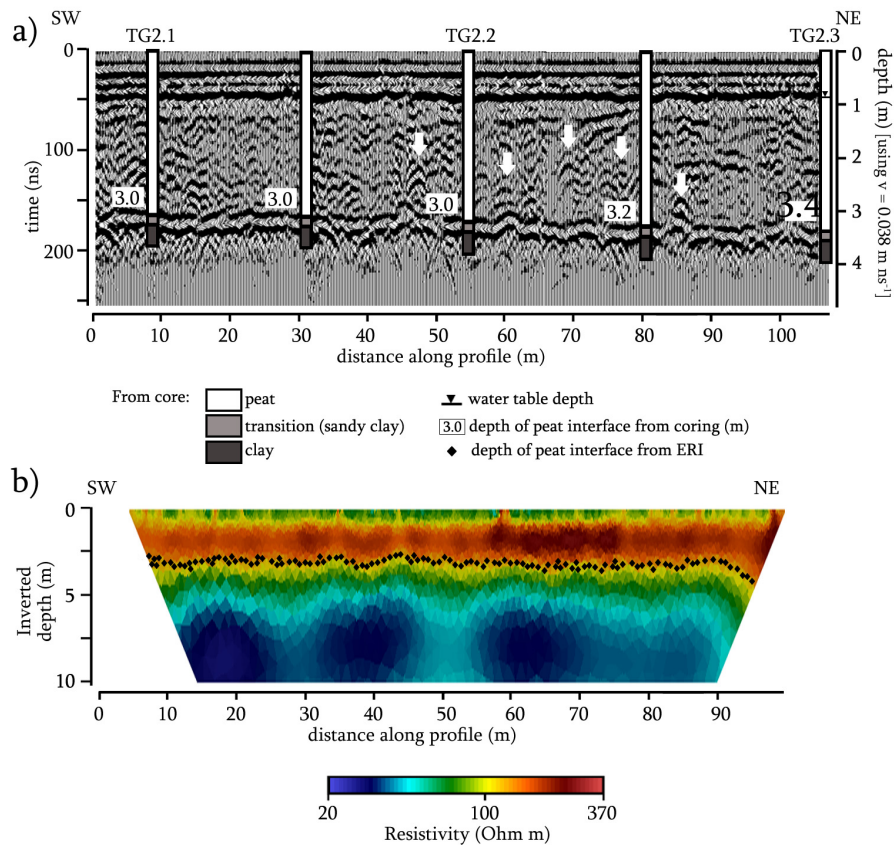 SW
NE
a)
TG2.1
TG2.2
TG2.3
0
100
200
time (ns)
3.0
3.0
3.0
3.2
3.4
0
1
2
3
4
depth (m) [using v = 0.038 m ns⁻¹]
0 10 20 30 40 50 60 70 80 90 100
distance along profile (m)
From core:
peat
transition (sandy clay)
clay
water table depth
3.0 depth of peat interface from coring (m)
depth of peat interface from ERI
b)
SW
NE
0
5
10
Inverted
depth (m)
0 10 20 30 40 50 60 70 80 90
distance along profile (m)
20 100 370
Resistivity (Ohm m)